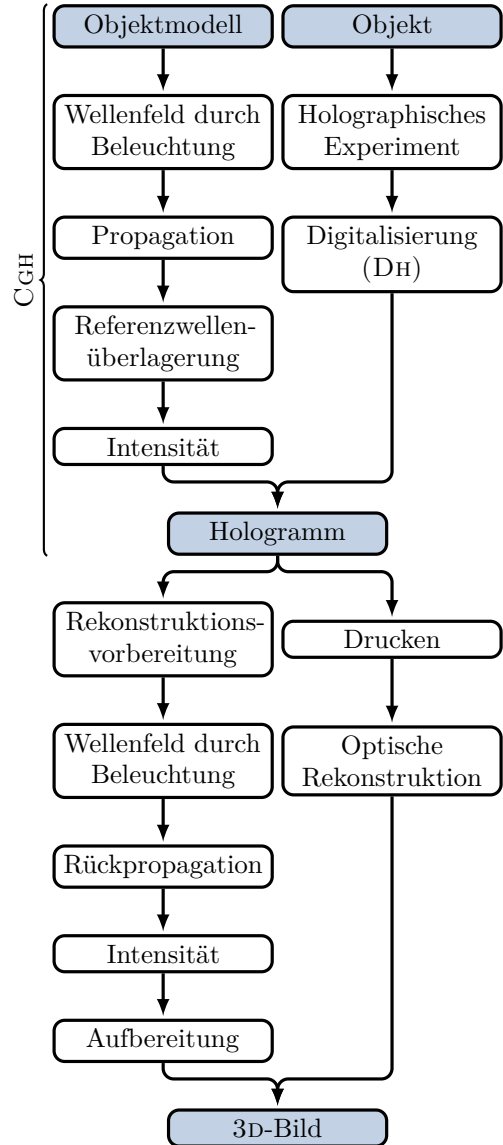 Objektmodell
Objekt
Wellenfeld durch
Beleuchtung
Holographisches
Experiment
Propagation
Digitalisierung
(DH)
CGH
Referenzwellen-
überlagerung
Intensität
Hologramm
Rekonstruktions-
vorbereitung
Drucken
Wellenfeld durch
Beleuchtung
Optische
Rekonstruktion
Rückpropagation
Intensität
Aufbereitung
3D-Bild